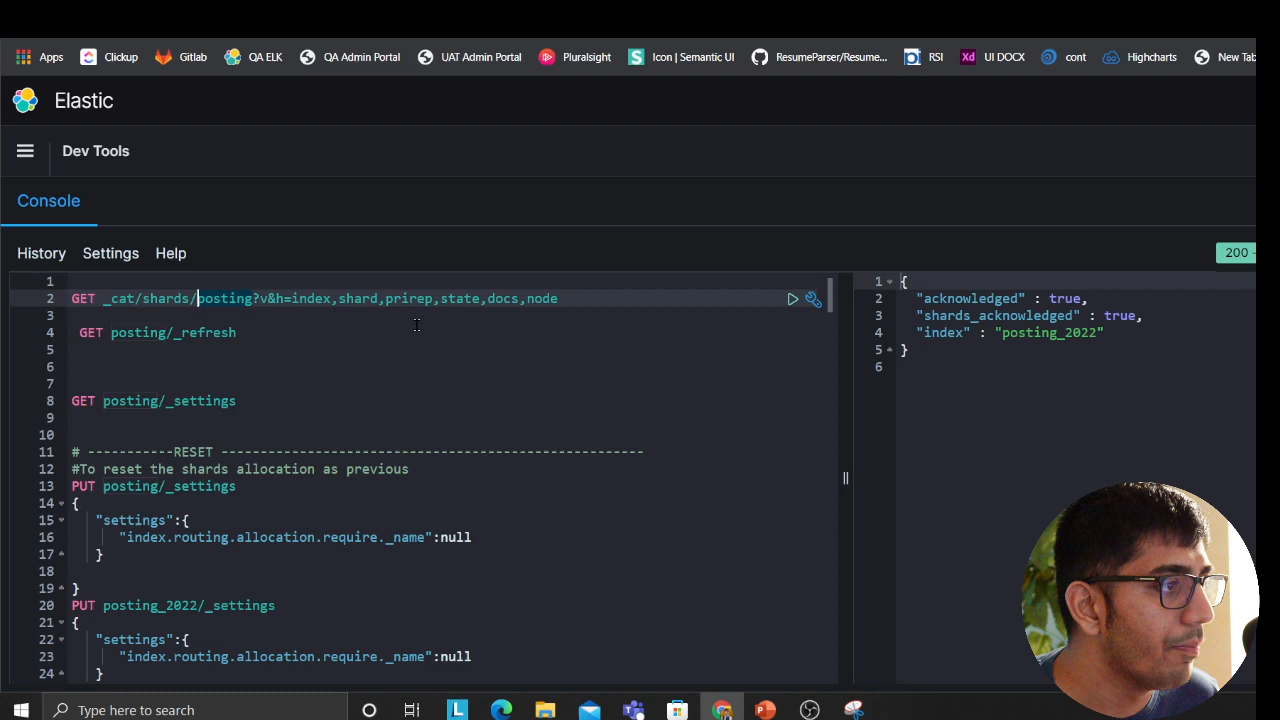 Apps Clickup Gitlab QA ELK QA Admin Portal UAT Admin Portal Pluralsight Icon | Semantic UI ResumeParser/Resume... RSI Xd UI DOCX cont Highcharts New Tab
Elastic
Dev Tools
Console
History Settings Help
200 -
1
2 GET _cat/shards/posting?v&h=index,shard,prirep,state,docs,node
3
4 GET posting/_refresh
5
6
7
8 GET posting/_settings
9
10
11 # -----------RESET ------------------------------------------------------
12 #To reset the shards allocation as previous
13 PUT posting/_settings
14 {
15 "settings":{
16 "index.routing.allocation.require._name":null
17 }
18
19 }
20 PUT posting_2022/_settings
21 {
22 "settings":{
23 "index.routing.allocation.require._name":null
24 }
1 {
2 "acknowledged" : true,
3 "shards_acknowledged" : true,
4 "index" : "posting_2022"
5 }
6
Type here to search
L